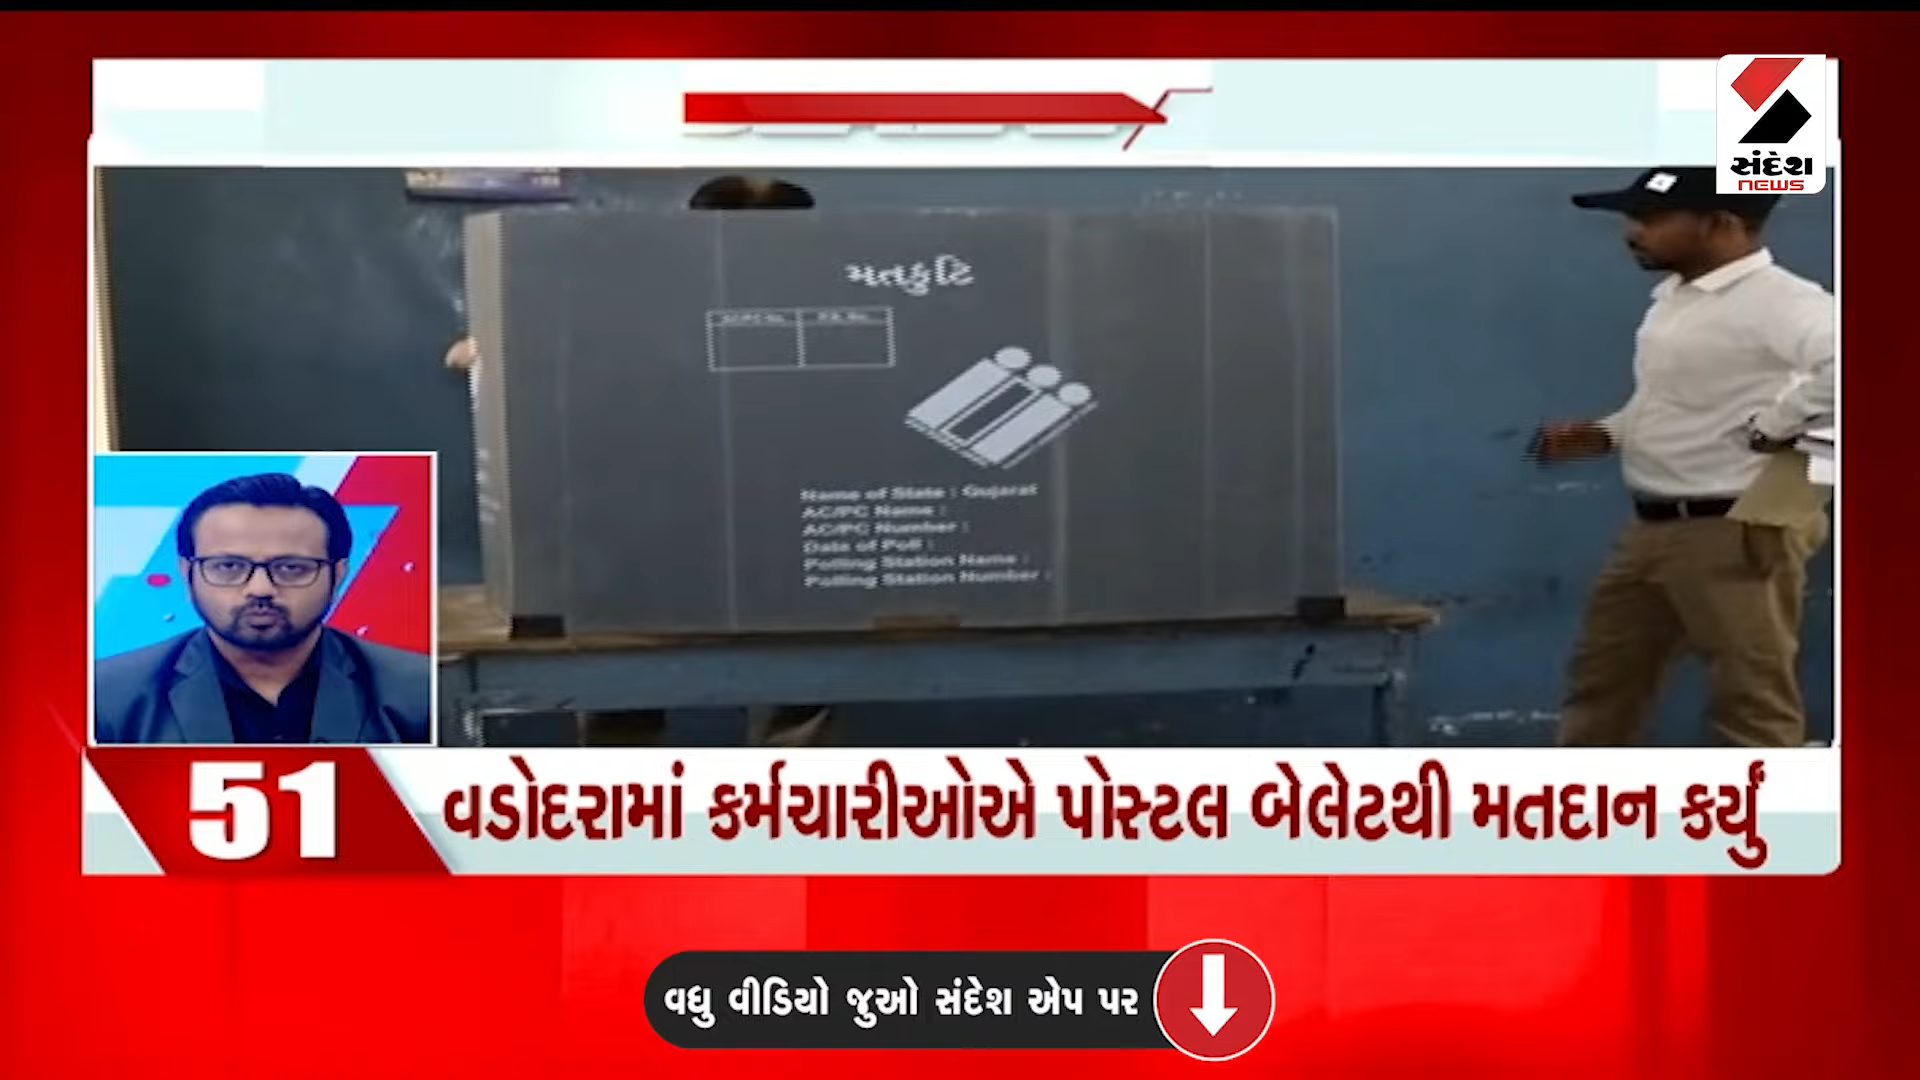 સંદેશ
NEWS
મતકુટિ
Name of State : Gujarat
AC/PC Name :
AC/PC Number :
Date of Poll :
Polling Station Name :
Polling Station Number :
51
વડોદરામાં કર્મચારીઓએ પોસ્ટલ બેલેટથી મતદાન કર્યું
વધુ વીડિયો જુઓ સંદેશ એપ પર